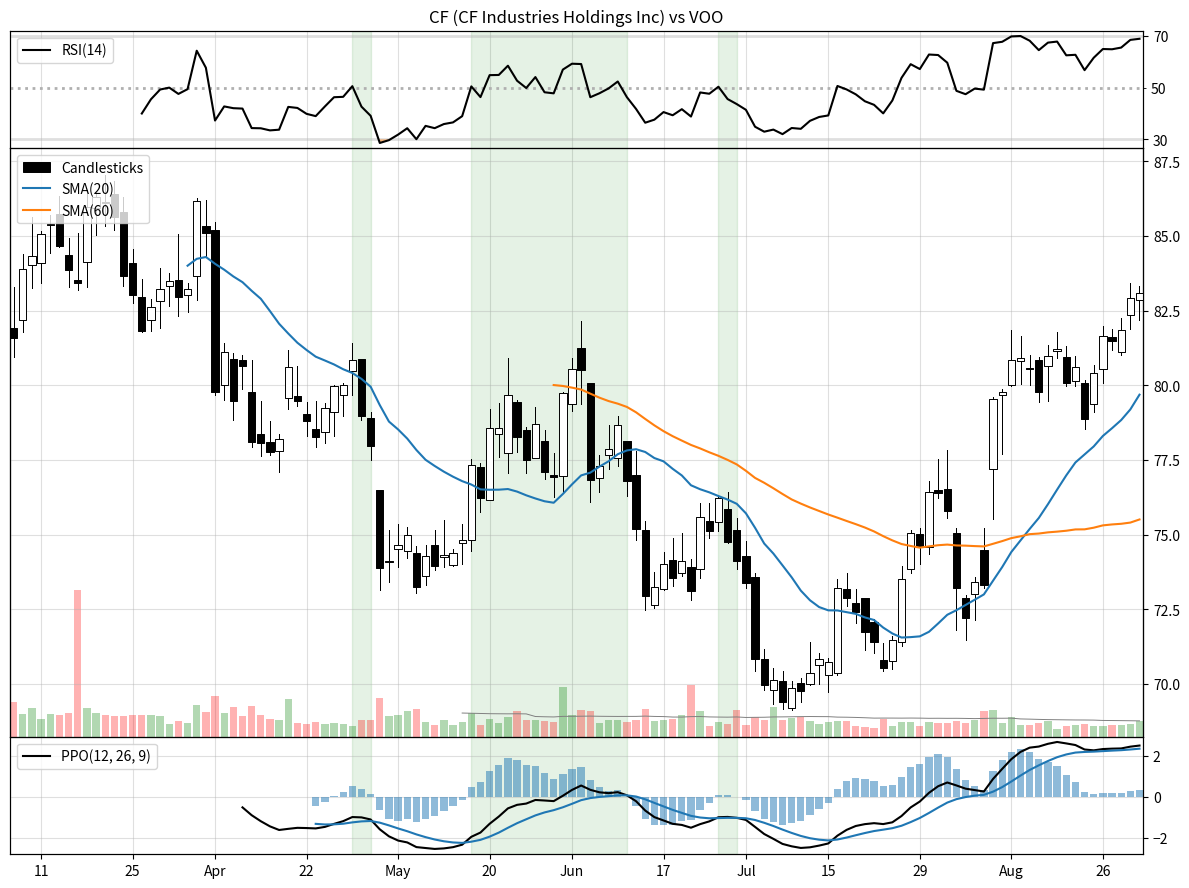 CF (CF Industries Holdings Inc) vs VOO
RSI(14)
70
50
30
Candlesticks
SMA(20)
SMA(60)
87.5
85.0
82.5
80.0
77.5
75.0
72.5
70.0
PPO(12, 26, 9)
2
0
−2
11 25 Apr 22 May 20 Jun 17 Jul 15 29 Aug 26